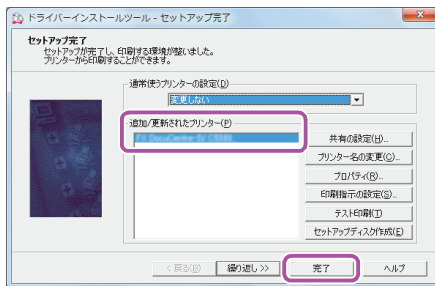 ドライバーインストールツール - セットアップ完了
セットアップ完了
セットアップが完了し、印刷する環境が整いました。
プリンターから印刷することができます。
通常使うプリンターの設定(D)
変更しない
追加/更新されたプリンター(P)
共有の設定(H)...
プリンター名の変更(C)...
プロパティ(R)...
印刷指示の設定(S)...
テスト印刷(T)
セットアップディスク作成(E)
< 戻る(B)
繰り返し >>
完了
ヘルプ